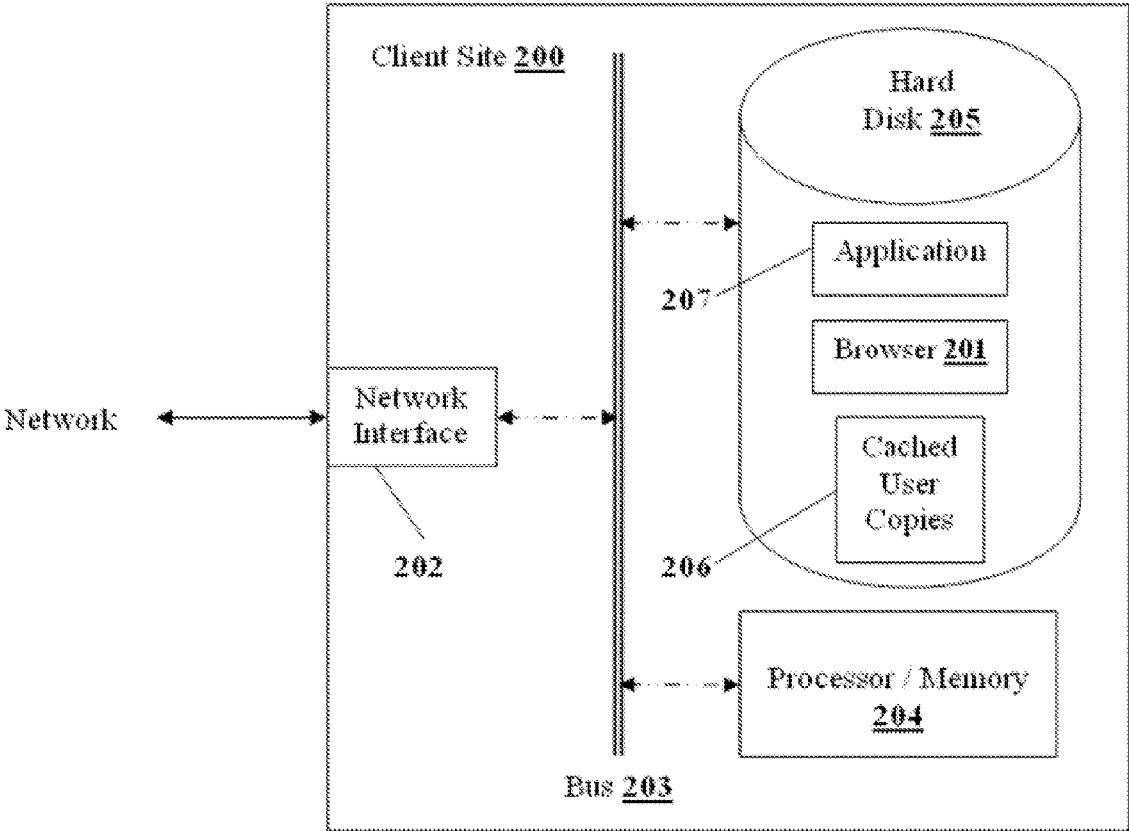 Client Site 200
Hard
Disk 205
Application
207
Browser 201
Network
Network
Interface
Cached
User
Copies
202
206
Processor / Memory
204
Bus 203